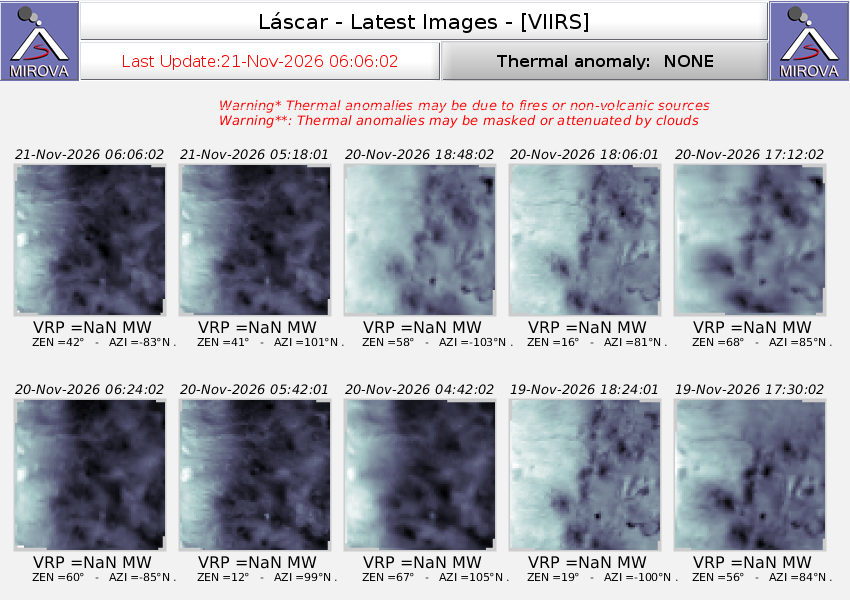 Láscar - Latest Images - [VIIRS]
MIROVA
Last Update:21-Nov-2026 06:06:02
Thermal anomaly: NONE
MIROVA
Warning* Thermal anomalies may be due to fires or non-volcanic sources
Warning**: Thermal anomalies may be masked or attenuated by clouds
21-Nov-2026 06:06:02 21-Nov-2026 05:18:01 20-Nov-2026 18:48:02 20-Nov-2026 18:06:01 20-Nov-2026 17:12:02
VRP =NaN MW VRP =NaN MW VRP =NaN MW VRP =NaN MW VRP =NaN MW
ZEN =42° - AZI =-83°N . ZEN =41° - AZI =101°N . ZEN =58° - AZI =-103°N . ZEN =16° - AZI =81°N . ZEN =68° - AZI =85°N .
20-Nov-2026 06:24:02 20-Nov-2026 05:42:01 20-Nov-2026 04:42:02 19-Nov-2026 18:24:01 19-Nov-2026 17:30:02
VRP =NaN MW VRP =NaN MW VRP =NaN MW VRP =NaN MW VRP =NaN MW
ZEN =60° - AZI =-85°N . ZEN =12° - AZI =99°N . ZEN =67° - AZI =105°N . ZEN =19° - AZI =-100°N . ZEN =56° - AZI =84°N .